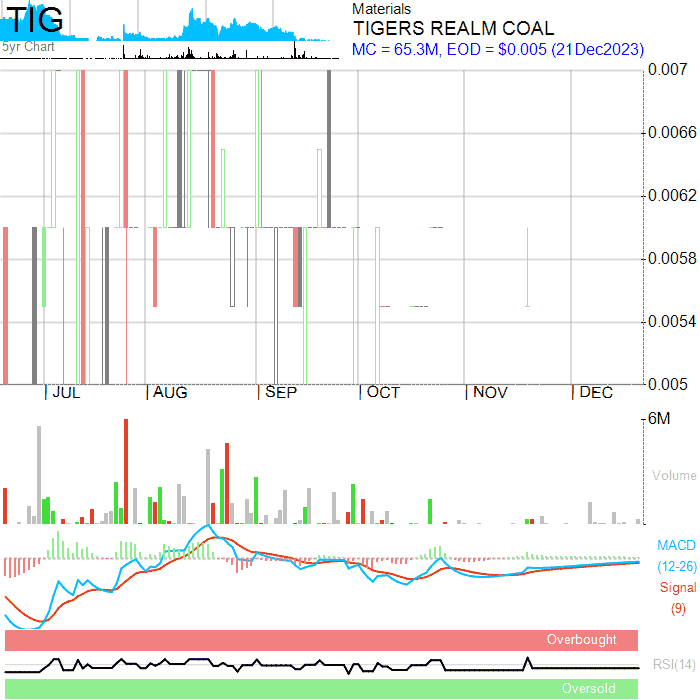 TIG
5yr Chart
Materials
TIGERS REALM COAL
MC = 65.3M, EOD = $0.005 (21Dec2023)
0.007
0.0066
0.0062
0.0058
0.0054
0.005
JUL AUG SEP OCT NOV DEC
6M
Volume
MACD
(12-26)
Signal
(9)
Overbought
RSI(14)
Oversold